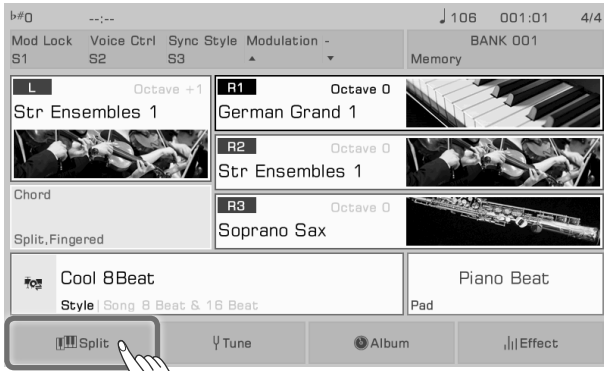 ♭#0 --:-- ♩106 001:01 4/4
Mod Lock Voice Ctrl Sync Style Modulation - BANK 001
S1 S2 S3 ▲ ▼ Memory
L Octave +1 R1 Octave 0
Str Ensembles 1 German Grand 1
R2 Octave 0
Str Ensembles 1
Chord R3 Octave 0
Split,Fingered Soprano Sax
Cool 8Beat Piano Beat
Style | Song 8 Beat & 16 Beat Pad
Split Tune Album Effect